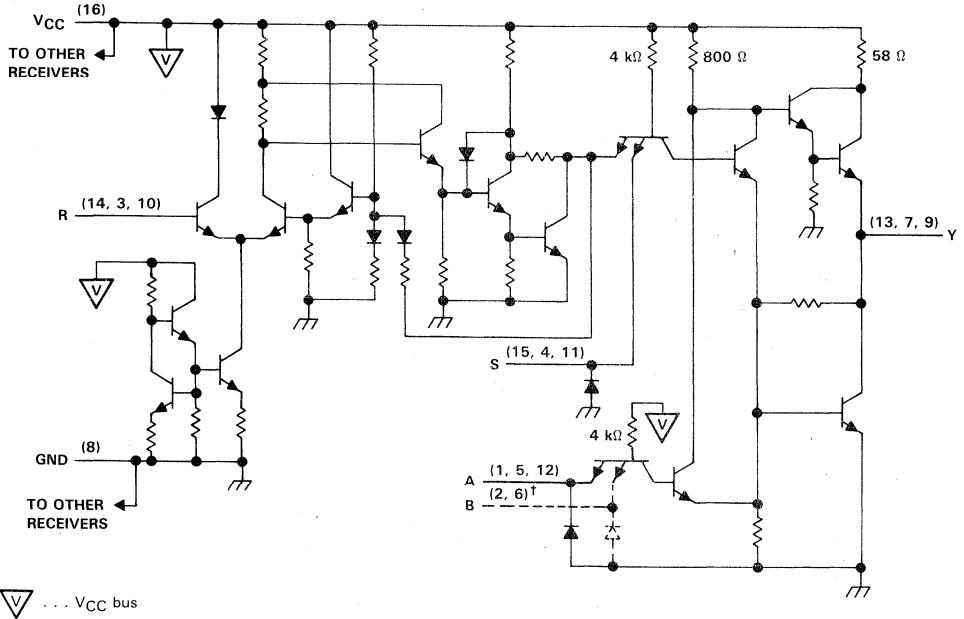 VCC (16)
TO OTHER
RECEIVERS
V
4 kΩ
800 Ω
58 Ω
R (14, 3, 10)
(13, 7, 9) Y
V
S (15, 4, 11)
4 kΩ
V
GND (8)
A (1, 5, 12)
B (2, 6)†
TO OTHER
RECEIVERS
V ... VCC bus